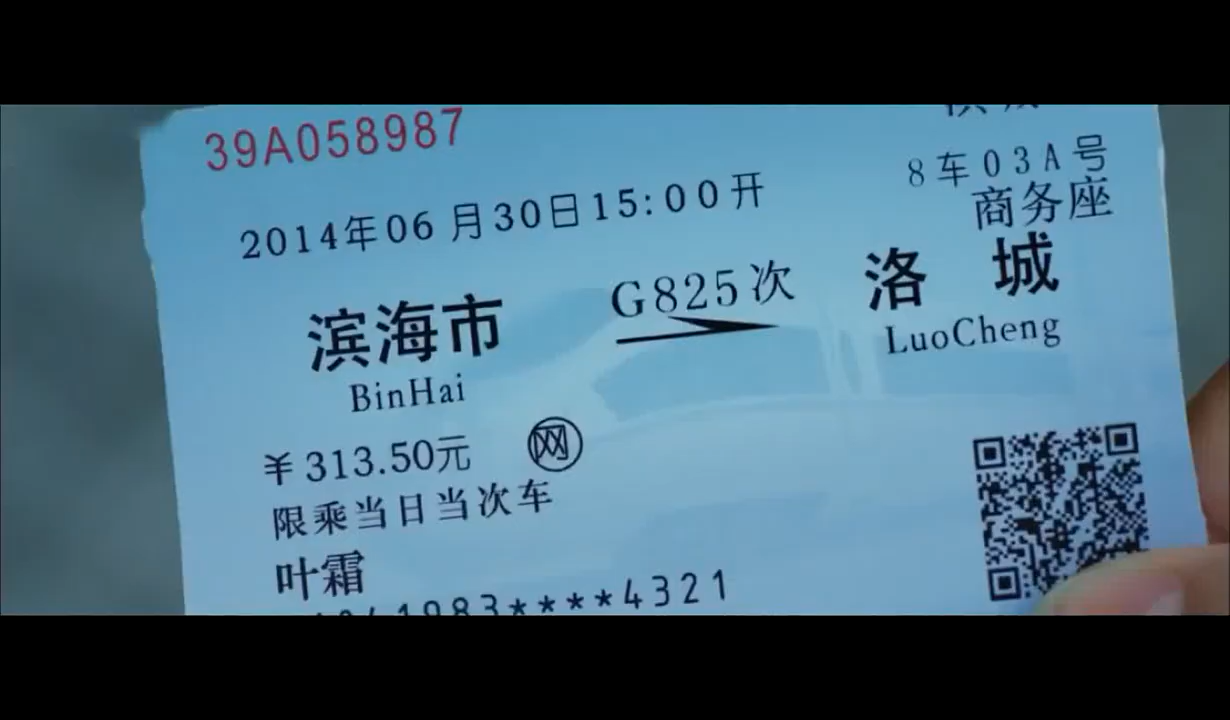 39A058987
8车03A号
2014年06月30日15:00开
商务座
滨海市 G825次 洛城
BinHai LuoCheng
¥313.50元 网
限乘当日当次车
叶霜
1983****4321